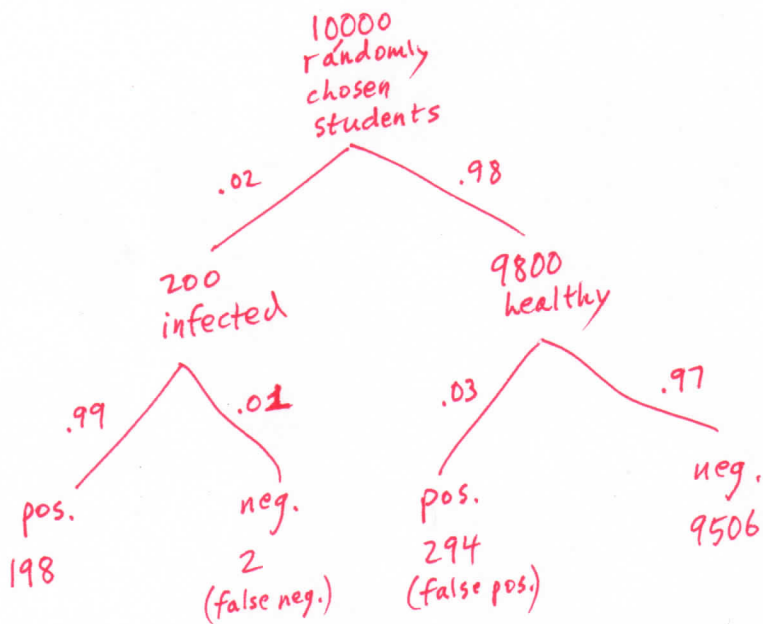 10000
randomly
chosen
students
.02
.98
200
infected
9800
healthy
.99
.01
.03
.97
pos.
198
neg.
2
(false neg.)
pos.
294
(false pos.)
neg.
9506